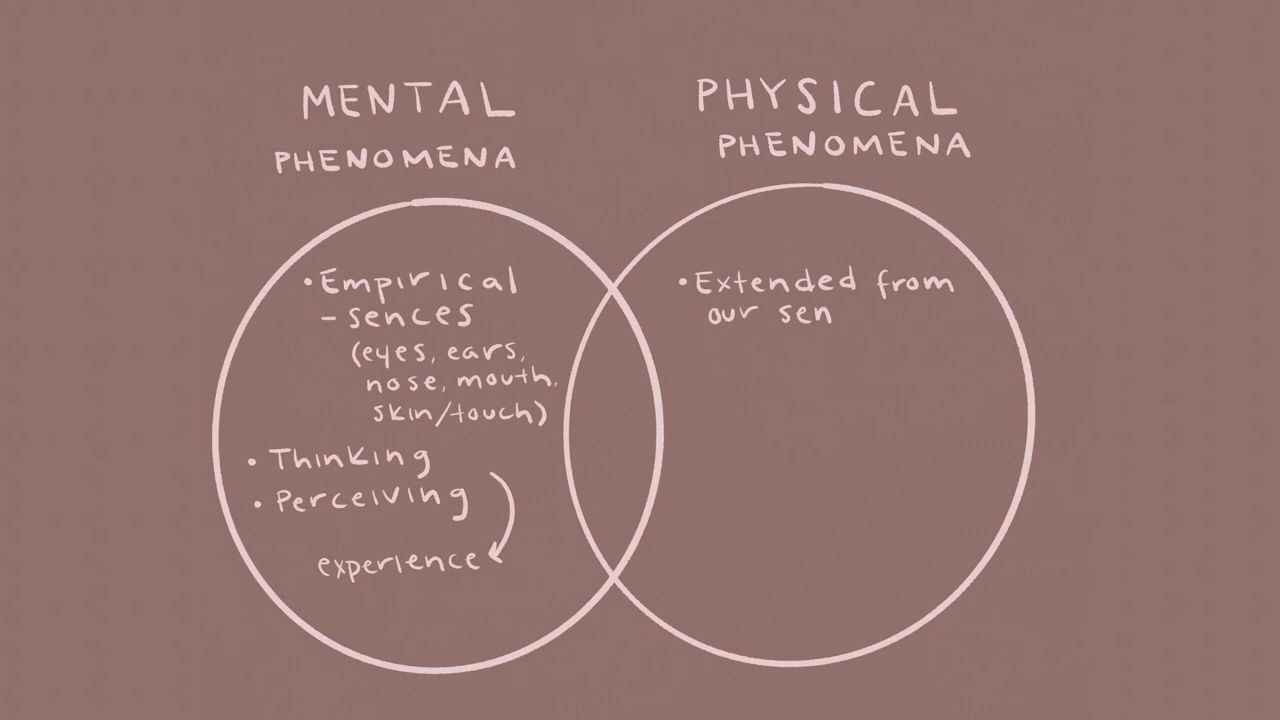 MENTAL
PHENOMENA
• Empirical
– sences
(eyes, ears,
nose, mouth,
skin/touch)
• Thinking
• Perceiving
experience
PHYSICAL
PHENOMENA
• Extended from
our sen